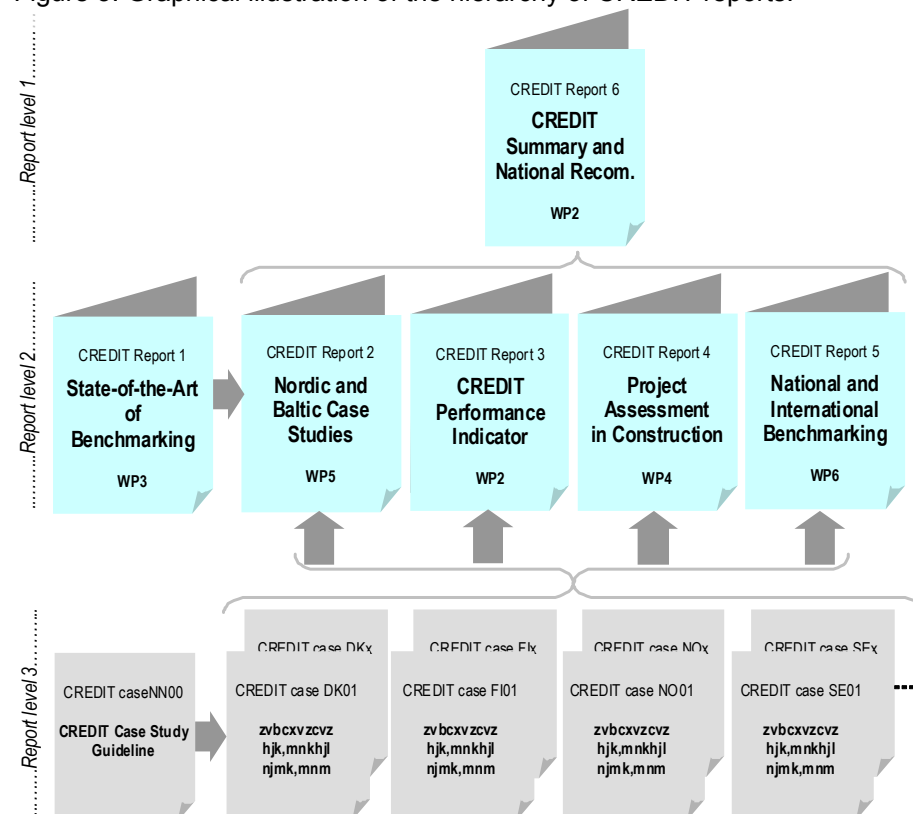 Figure 3. Graphical illustration of the hierarchy of CREDIT reports.
Report level 1
CREDIT Report 6
CREDIT
Summary and
National Recom.
WP2
Report level 2
CREDIT Report 1
State-of-the-Art
of
Benchmarking
WP3
CREDIT Report 2
Nordic and
Baltic Case
Studies
WP5
CREDIT Report 3
CREDIT
Performance
Indicator
WP2
CREDIT Report 4
Project
Assessment
in Construction
WP4
CREDIT Report 5
National and
International
Benchmarking
WP6
Report level 3
CREDIT caseNN00
CREDIT Case Study
Guideline
CREDIT case DKx
CREDIT case DK01
zvbcxvzcvz
hjk,mnkhjl
njmk,mnm
CREDIT case FIx
CREDIT case FI01
zvbcxvzcvz
hjk,mnkhjl
njmk,mnm
CREDIT case NOx
CREDIT case NO01
zvbcxvzcvz
hjk,mnkhjl
njmk,mnm
CREDIT case SEx
CREDIT case SE01
zvbcxvzcvz
hjk,mnkhjl
njmk,mnm